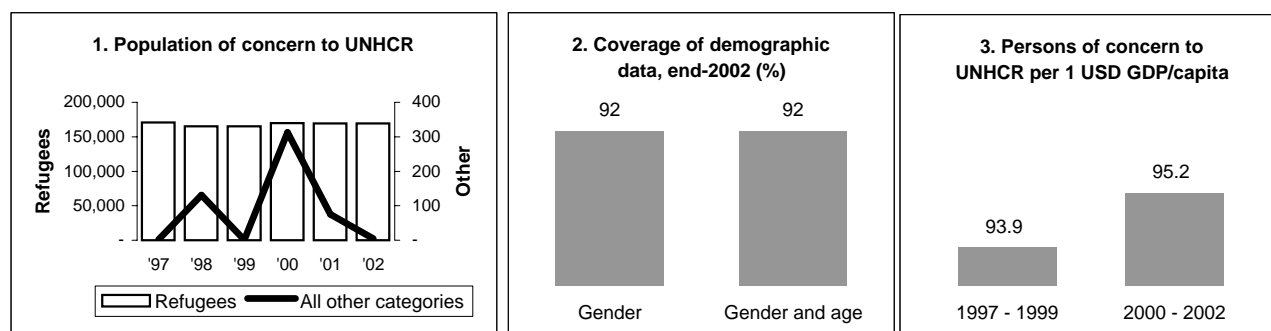 1. Population of concern to UNHCR
200,000
150,000
100,000
50,000
-
Refugees
400
300
200
100
-
Other
'97 '98 '99 '00 '01 '02
Refugees All other categories
2. Coverage of demographic
data, end-2002 (%)
92 92
Gender Gender and age
3. Persons of concern to
UNHCR per 1 USD GDP/capita
95.2
93.9
1997 - 1999 2000 - 2002